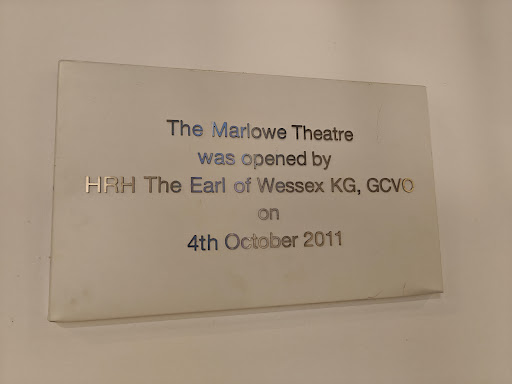 The Marlowe Theatre
was opened by
HRH The Earl of Wessex KG, GCVO
on
4th October 2011